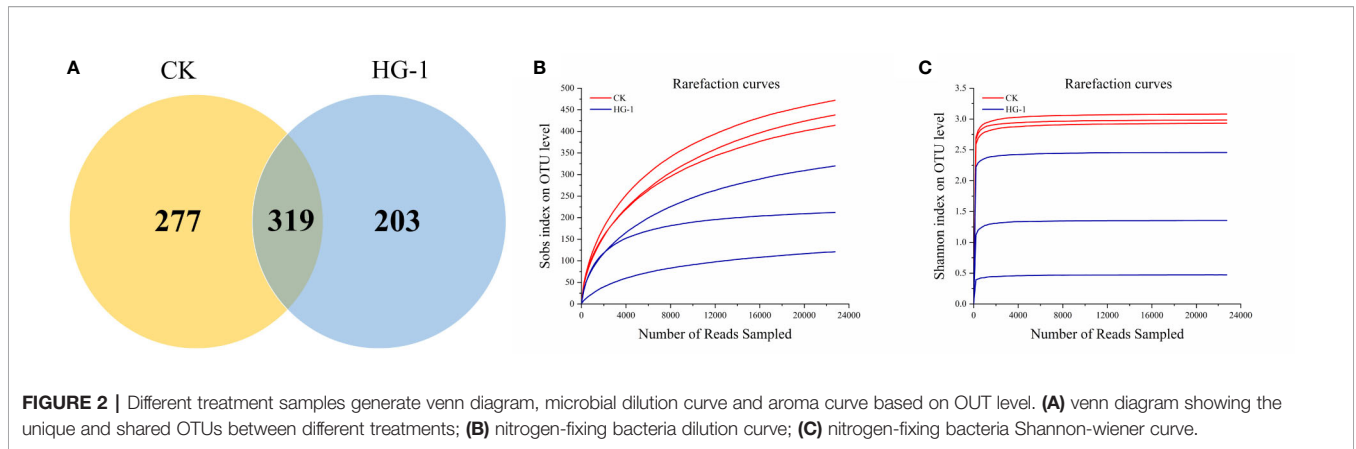 A
CK
HG-1
277
319
203
B
Rarefaction curves
CK
HG-1
Sobs index on OTU level
500
450
400
350
300
250
200
150
100
50
0
0 4000 8000 12000 16000 20000 24000
Number of Reads Sampled
C
Rarefaction curves
CK
HG-1
Shannon index on OTU level
3.5
3.0
2.5
2.0
1.5
1.0
0.5
0.0
0 4000 8000 12000 16000 20000 24000
Number of Reads Sampled
FIGURE 2 | Different treatment samples generate venn diagram, microbial dilution curve and aroma curve based on OUT level. (A) venn diagram showing the
unique and shared OTUs between different treatments; (B) nitrogen-fixing bacteria dilution curve; (C) nitrogen-fixing bacteria Shannon-wiener curve.